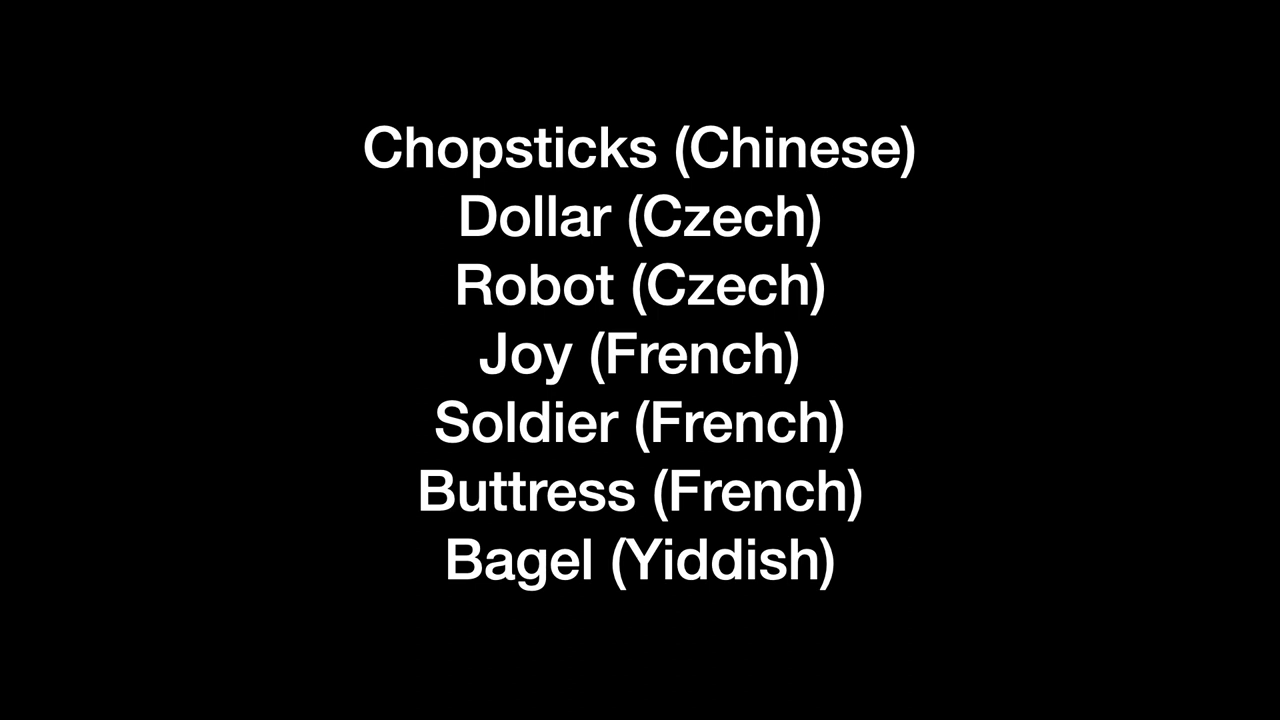 Chopsticks (Chinese)
Dollar (Czech)
Robot (Czech)
Joy (French)
Soldier (French)
Buttress (French)
Bagel (Yiddish)